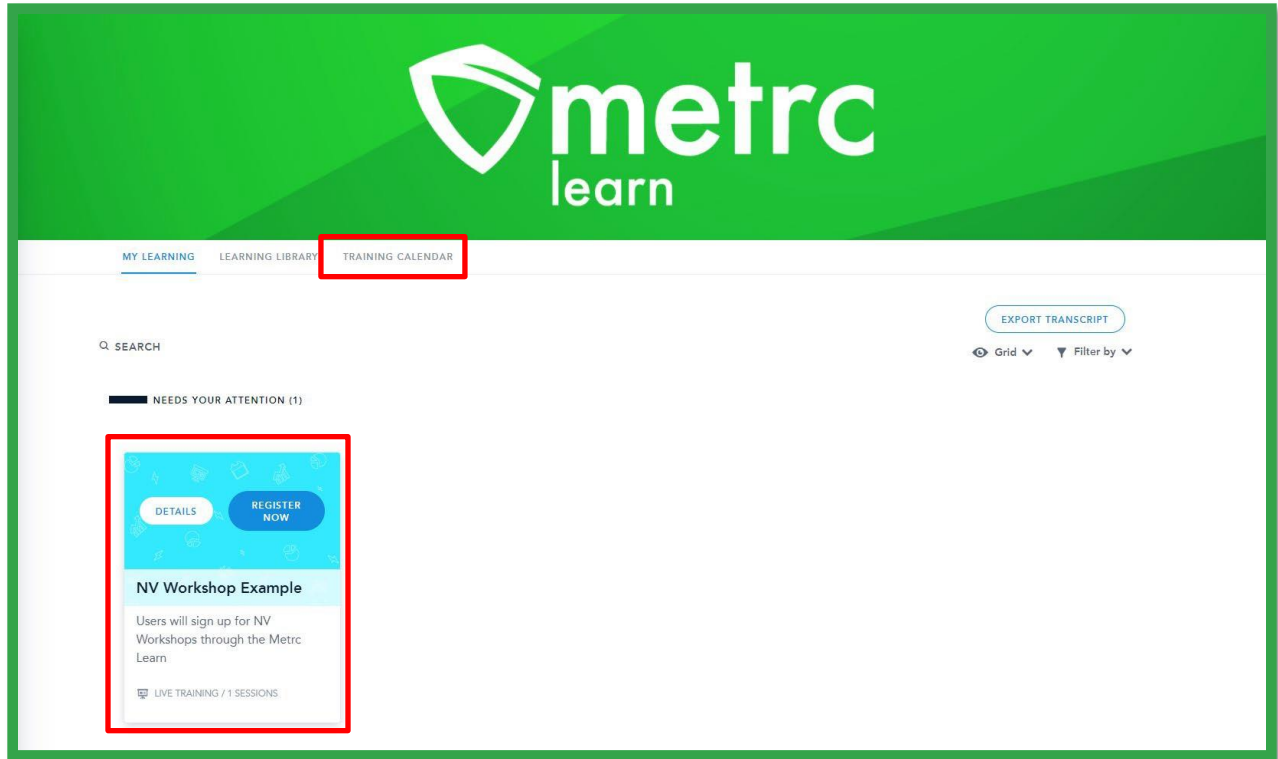 metrc
learn
MY LEARNING LEARNING LIBRARY TRAINING CALENDAR
EXPORT TRANSCRIPT
SEARCH
Grid Filter by
NEEDS YOUR ATTENTION (1)
DETAILS
REGISTER
NOW
NV Workshop Example
Users will sign up for NV
Workshops through the Metrc
Learn
LIVE TRAINING / 1 SESSIONS